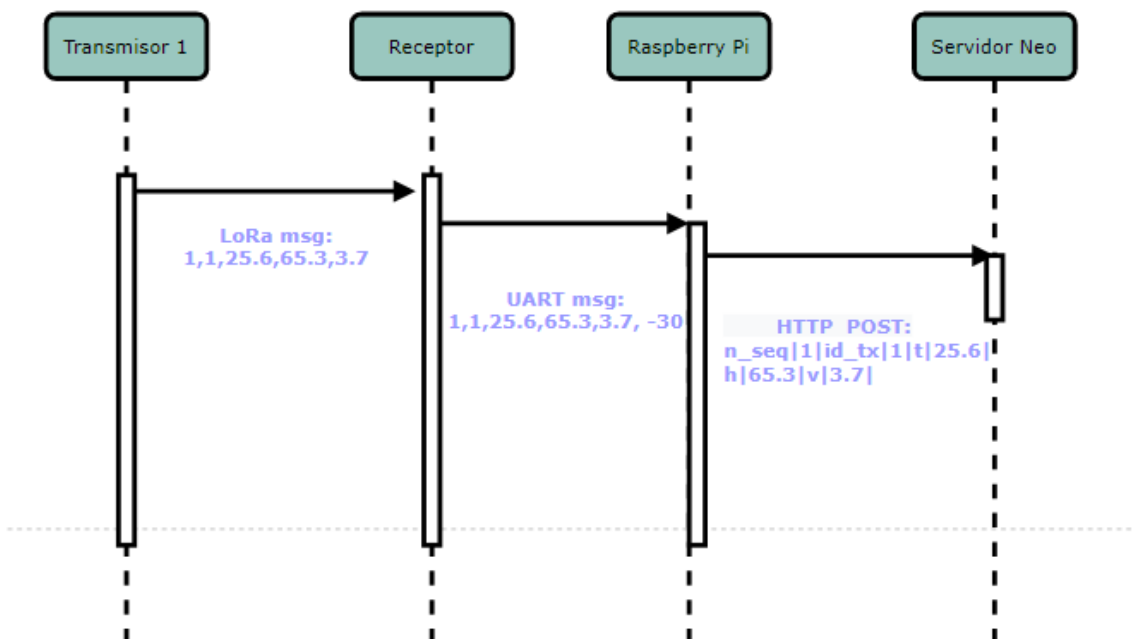 Transmisor 1
Receptor
Raspberry Pi
Servidor Neo
LoRa msg:
1,1,25.6,65.3,3.7
UART msg:
1,1,25.6,65.3,3.7, -30
HTTP POST:
n_seq|1|id_tx|1|t|25.6|
h|65.3|v|3.7|